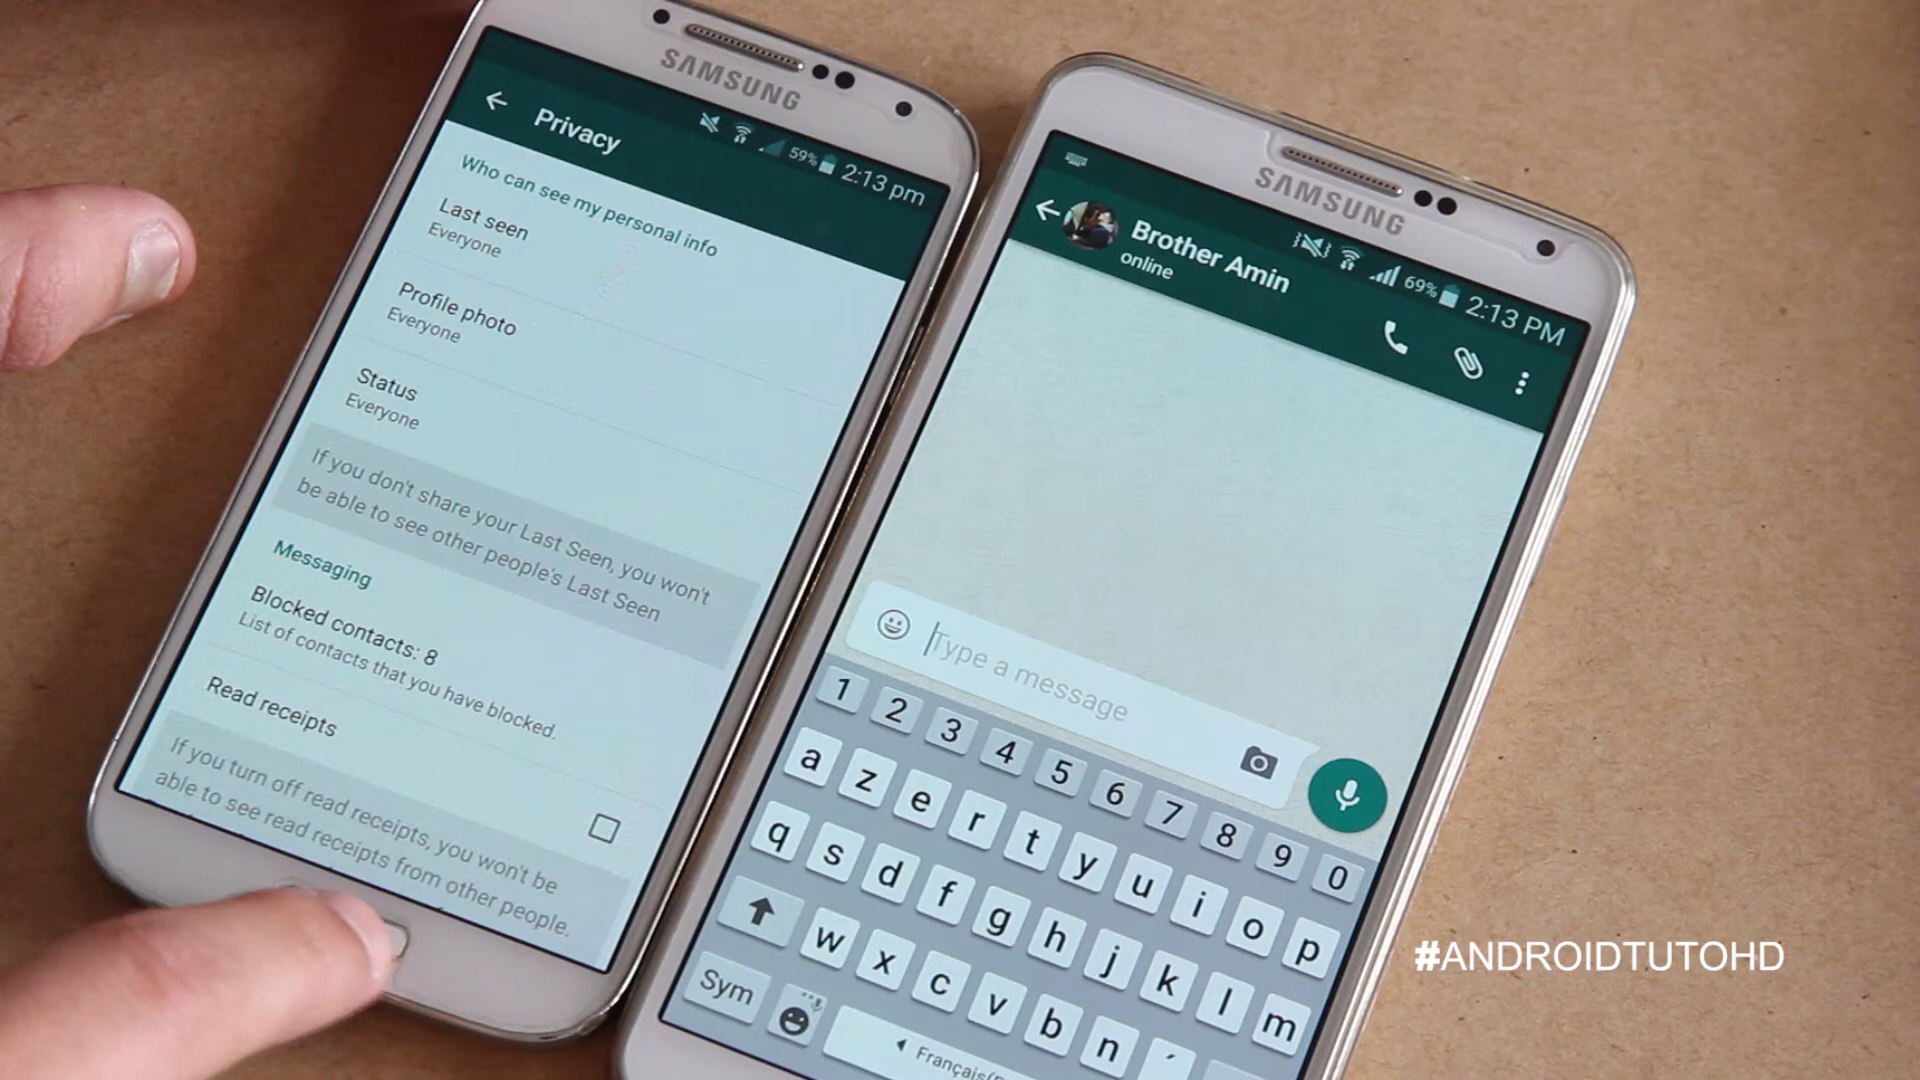 SAMSUNG
59% 2:13 pm
Privacy
Who can see my personal info
Last seen
Everyone
Profile photo
Everyone
Status
Everyone
If you don't share your Last Seen, you won't
be able to see other people's Last Seen
Messaging
Blocked contacts: 8
List of contacts that you have blocked.
Read receipts
If you turn off read receipts, you won't be
able to see read receipts from other people.
SAMSUNG
69% 2:13 PM
Brother Amin
online
Type a message
1 2 3 4 5 6 7 8 9 0
a z e r t y u i o p
q s d f g h j k l m
w x c v b n ´
Sym
#ANDROIDTUTOHD